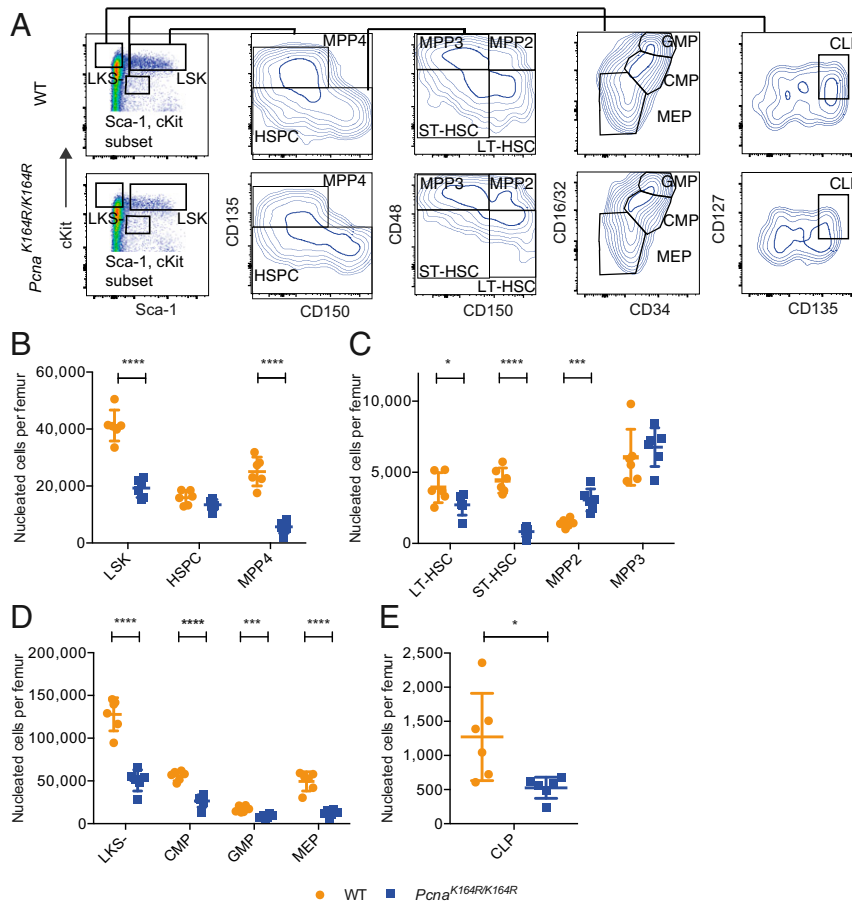 A
WT
LKS-
LSK
Sca-1, cKit
subset
MPP4
HSPC
MPP3
MPP2
ST-HSC
LT-HSC
GMP
CMP
MEP
CLP
Pcna K164R/K164R
cKit
LKS-
LSK
Sca-1, cKit
subset
Sca-1
CD135
MPP4
HSPC
CD150
CD48
MPP3
MPP2
ST-HSC
LT-HSC
CD150
CD16/32
GMP
CMP
MEP
CD34
CD127
CLP
CD135
B
Nucleated cells per femur
60,000
40,000
20,000
0
****
****
LSK
HSPC
MPP4
C
Nucleated cells per femur
10,000
5,000
0
*
****
***
LT-HSC
ST-HSC
MPP2
MPP3
D
Nucleated cells per femur
200,000
150,000
100,000
50,000
0
****
****
***
****
LKS-
CMP
GMP
MEP
E
Nucleated cells per femur
2,500
2,000
1,500
1,000
500
0
*
CLP
WT
Pcna K164R/K164R